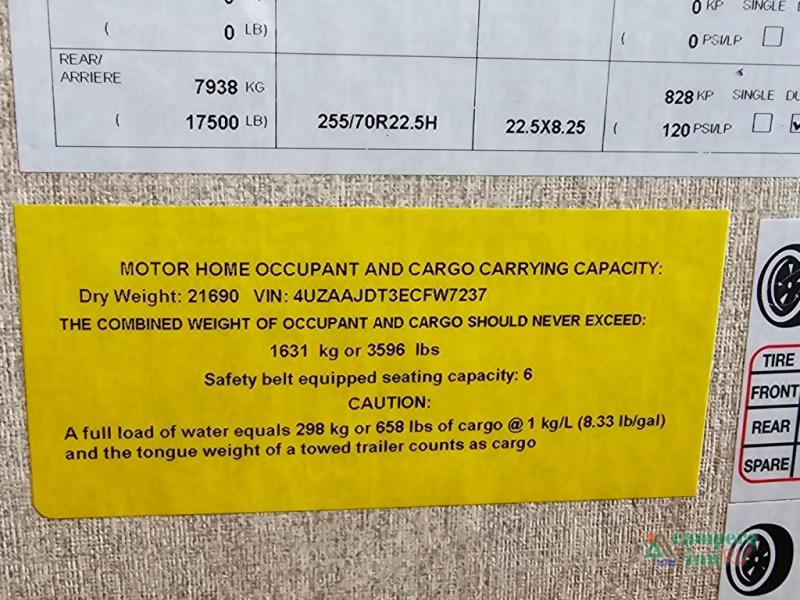 0 KP SINGLE
( 0 LB)
( 0 PSI/LP
REAR/
ARRIERE
7938 KG
828 KP SINGLE
( 17500 LB)
255/70R22.5H
22.5X8.25
( 120 PSI/LP
MOTOR HOME OCCUPANT AND CARGO CARRYING CAPACITY:
Dry Weight: 21690 VIN: 4UZAAJDT3ECFW7237
THE COMBINED WEIGHT OF OCCUPANT AND CARGO SHOULD NEVER EXCEED:
1631 kg or 3596 lbs
Safety belt equipped seating capacity: 6
CAUTION:
A full load of water equals 298 kg or 658 lbs of cargo @ 1 kg/L (8.33 lb/gal)
and the tongue weight of a towed trailer counts as cargo
TIRE
FRONT
REAR
SPARE
campers
inn RV